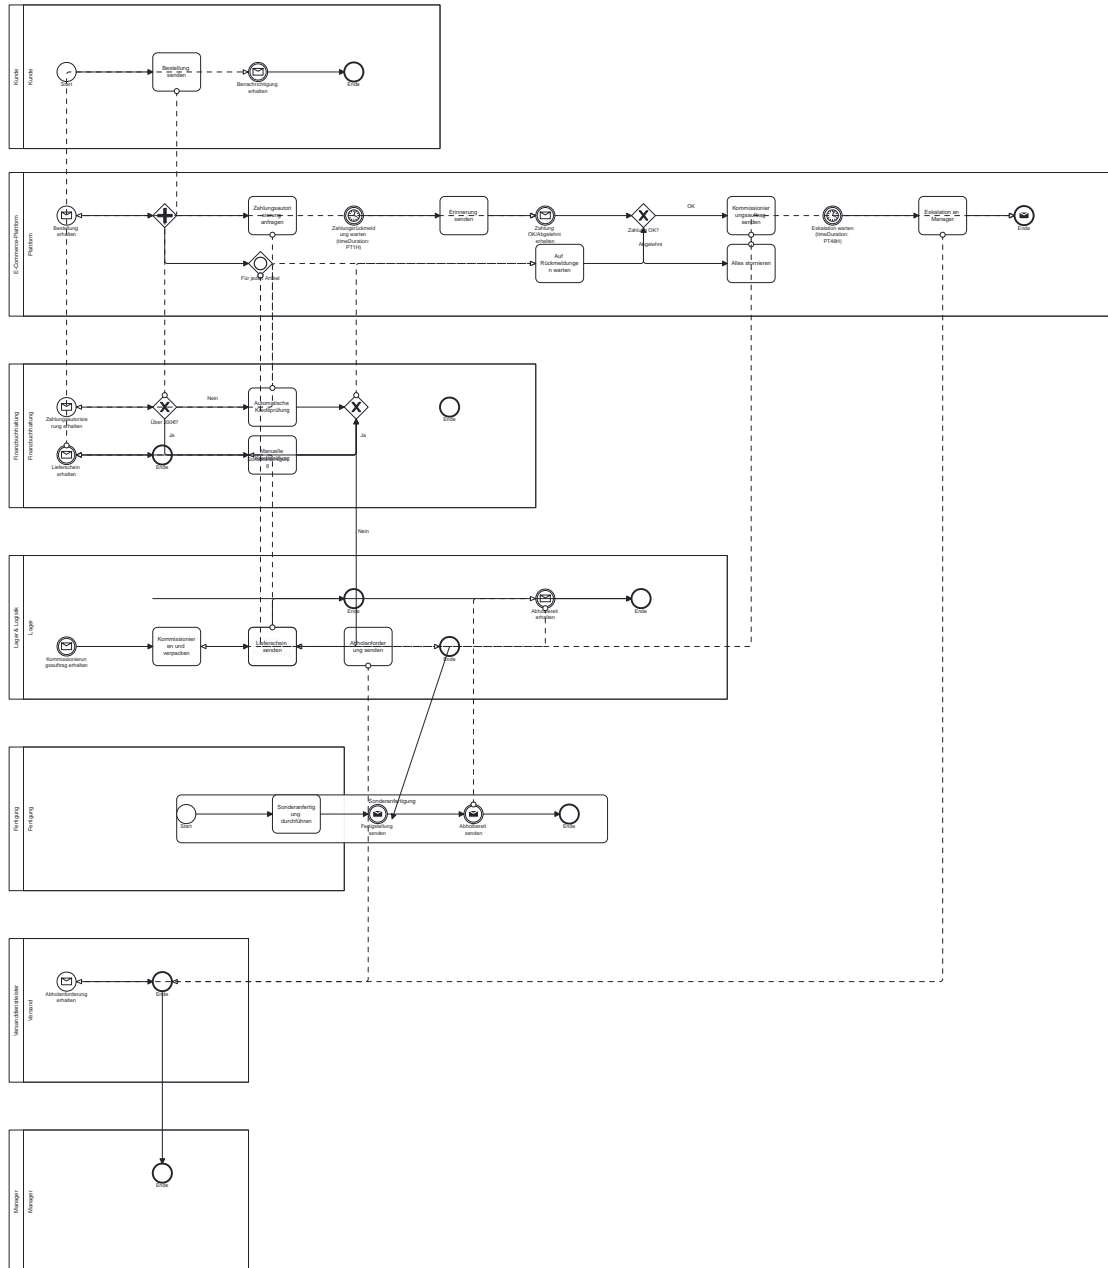 Kunde
Kunde
Start
Bestellung
senden
Benachrichtigung
erhalten
Ende
E-Commerce-Plattform
Plattform
Bestellung
erhalten
Zahlungsautori
sierung
anfragen
Zahlungsrückmeld
ung warten
(timeDuration:
PT1H)
Erinnerung
senden
Zahlung
OK/Abgelehnt
erhalten
Zahlung OK?
OK
Abgelehnt
Kommissionier
ungsauftrag
senden
Eskalation warten
(timeDuration:
PT48H)
Eskalation an
Manager
Ende
Für jeden Artikel
Auf
Rückmeldunge
n warten
Alles stornieren
Finanzbuchhaltung
Finanzbuchhaltung
Zahlungsautorisie
rung erhalten
Über 200€?
Nein
Ja
Automatische
Kreditprüfung
Ja
Ende
Lieferschein
erhalten
Ende
Manuelle
g
Nein
Lager & Logistik
Lager
Ende
Abholbereit
erhalten
Ende
Kommissionierun
gsauftrag erhalten
Kommissionier
en und
verpacken
Lieferschein
senden
Abholanforder
ung senden
Ende
Fertigung
Fertigung
Sonderanfertigung
Start
Sonderanfertig
ung
durchführen
Fertigstellung
senden
Abholbereit
senden
Ende
Versanddienstleister
Versand
Abholanforderung
erhalten
Ende
Manager
Manager
Ende